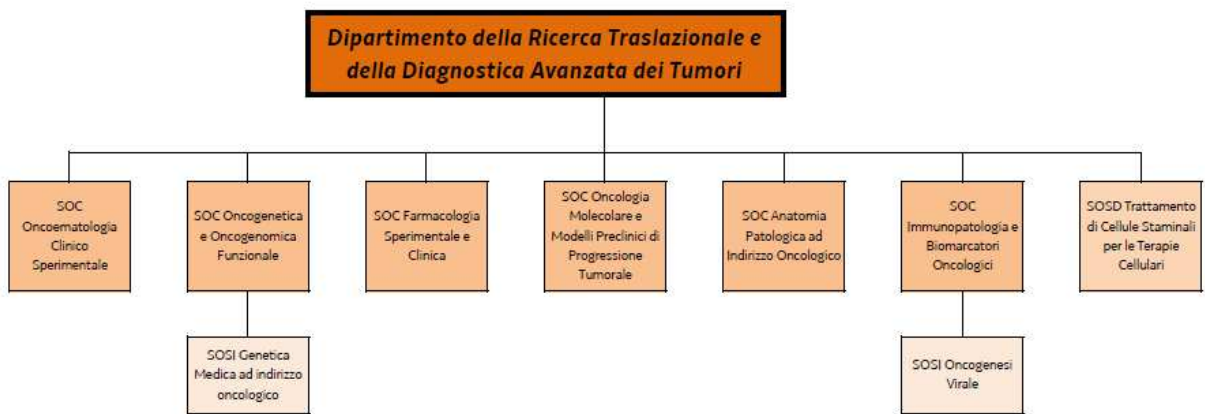 Dipartimento della Ricerca Traslazionale e
della Diagnostica Avanzata dei Tumori
SOC
Oncoematologia
Clinico
Sperimentale
SOC Oncogenetica
e Oncogenomica
Funzionale
SOC Farmacologia
Sperimentale e
Clinica
SOC Oncologia
Molecolare e
Modelli Preclinici di
Progressione
Tumorale
SOC Anatomia
Patologica ad
Indirizzo Oncologico
SOC
Immunopatologia e
Biomarcatori
Oncologici
SOSD Trattamento
di Cellule Staminali
per le Terapie
Cellulari
SOSI Genetica
Medica ad indirizzo
oncologico
SOSI Oncogenesi
Virale